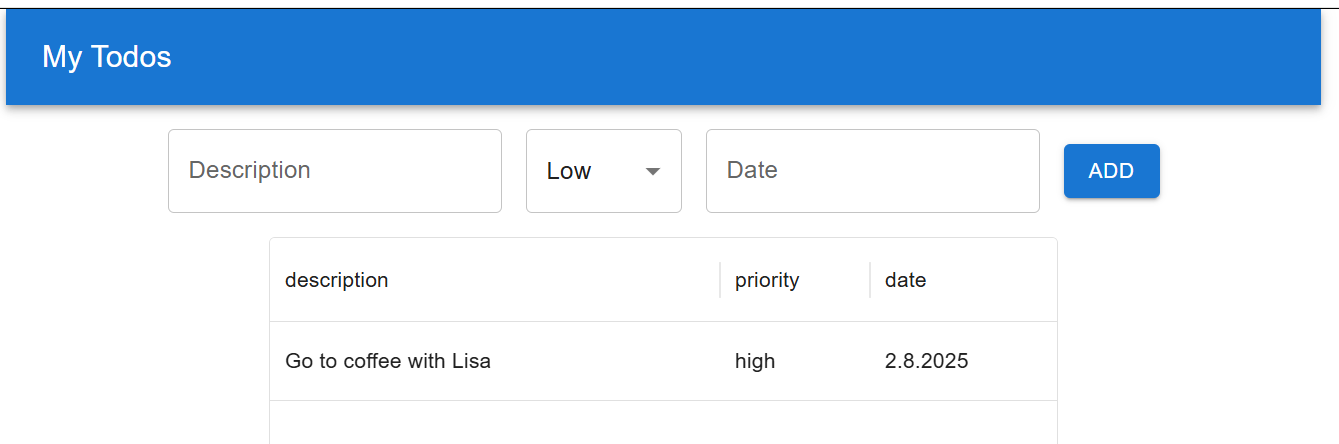 My Todos
Description Low Date ADD
description priority date
Go to coffee with Lisa high 2.8.2025